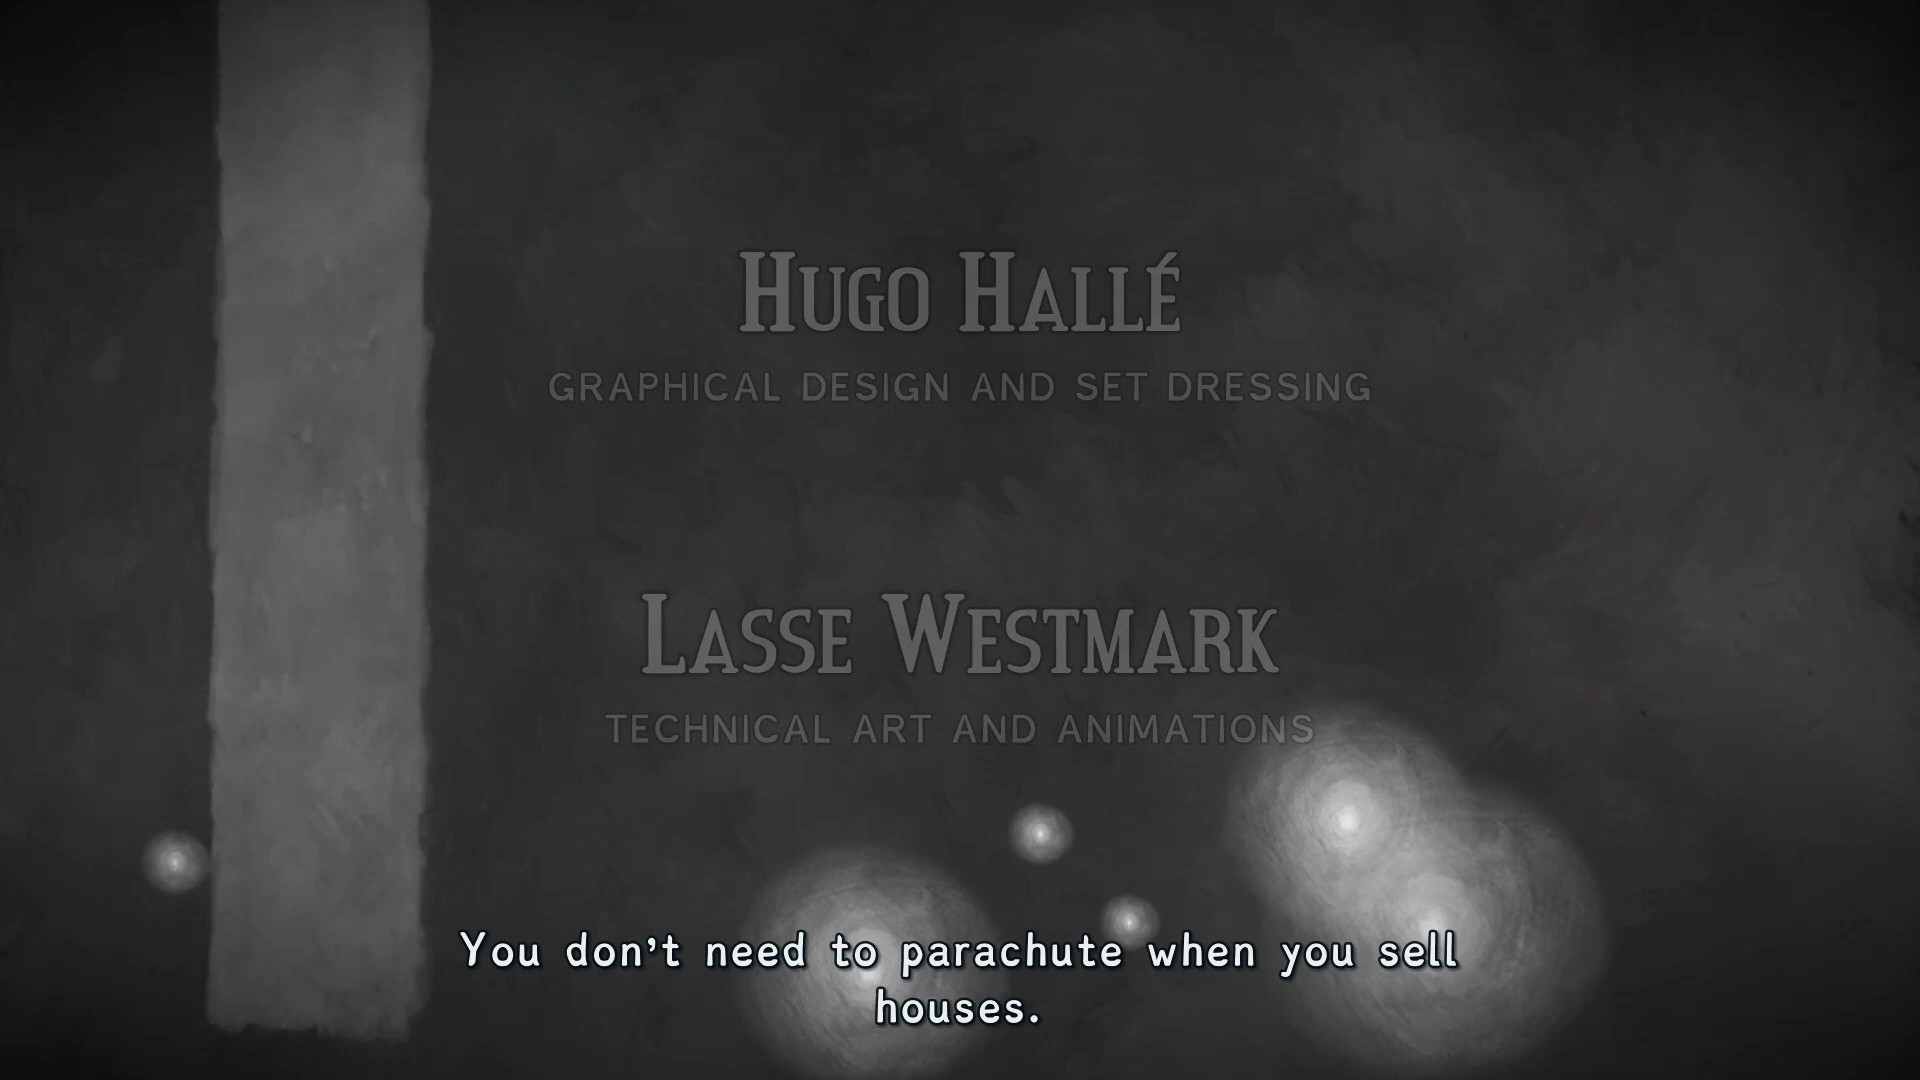 Hugo Hallé
GRAPHICAL DESIGN AND SET DRESSING
Lasse Westmark
TECHNICAL ART AND ANIMATIONS
You don't need to parachute when you sell
houses.